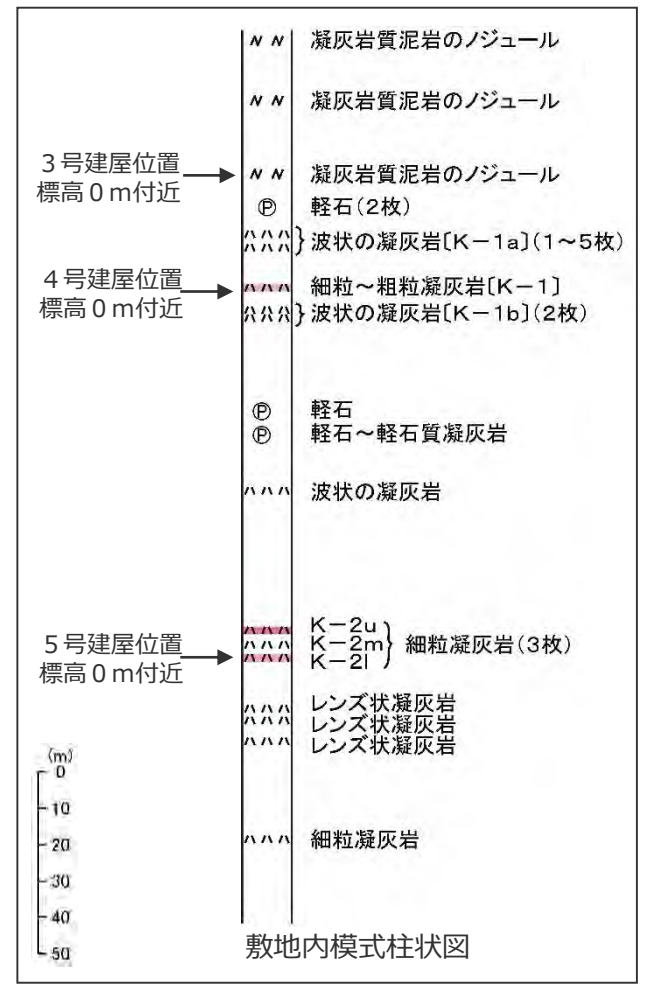 凝灰岩質泥岩のノジュール
凝灰岩質泥岩のノジュール
3号建屋位置
標高0m付近
凝灰岩質泥岩のノジュール
Ⓟ 軽石(2枚)
波状の凝灰岩〔K-1a〕(1~5枚)
4号建屋位置
標高0m付近
細粒~粗粒凝灰岩〔K-1〕
波状の凝灰岩〔K-1b〕(2枚)
Ⓟ 軽石
Ⓟ 軽石~軽石質凝灰岩
波状の凝灰岩
5号建屋位置
標高0m付近
K-2u
K-2m 細粒凝灰岩(3枚)
K-2l
レンズ状凝灰岩
レンズ状凝灰岩
レンズ状凝灰岩
(m)
0
10
20
30
40
50
細粒凝灰岩
敷地内模式柱状図